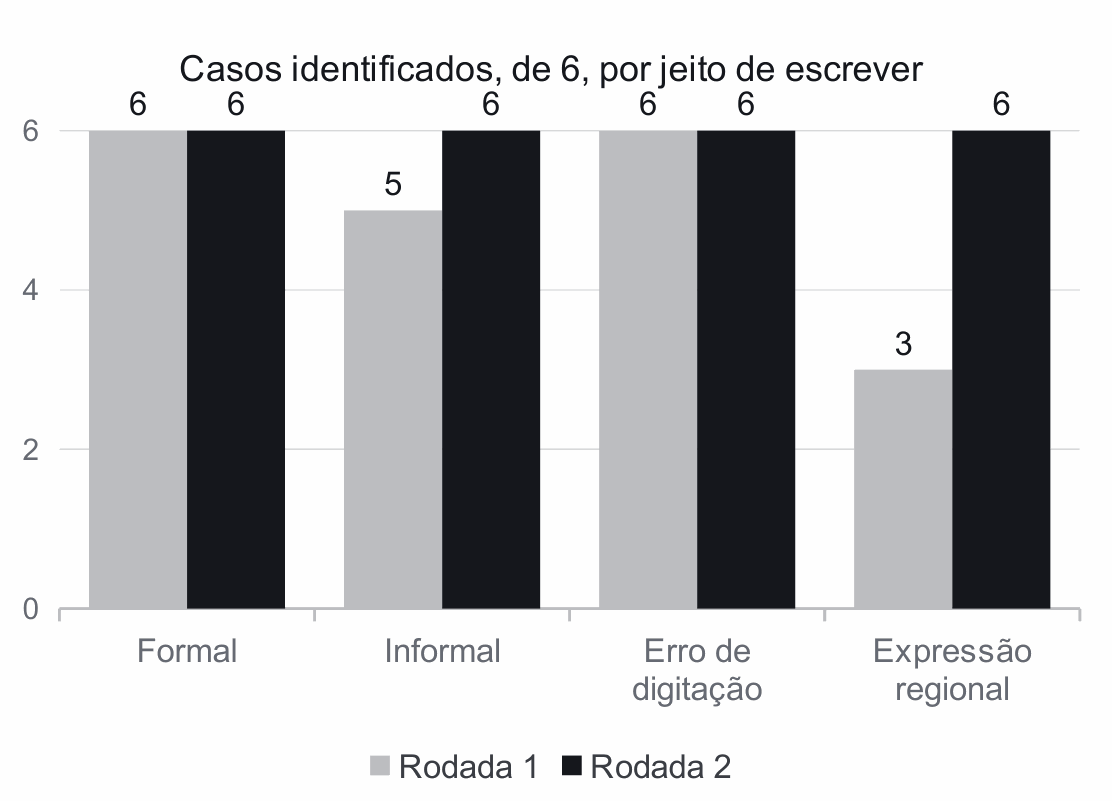 Casos identificados, de 6, por jeito de escrever
6 6 6 6 6 6
5
3
6
4
2
0
Formal
Informal
Erro de
digitação
Expressão
regional
Rodada 1
Rodada 2